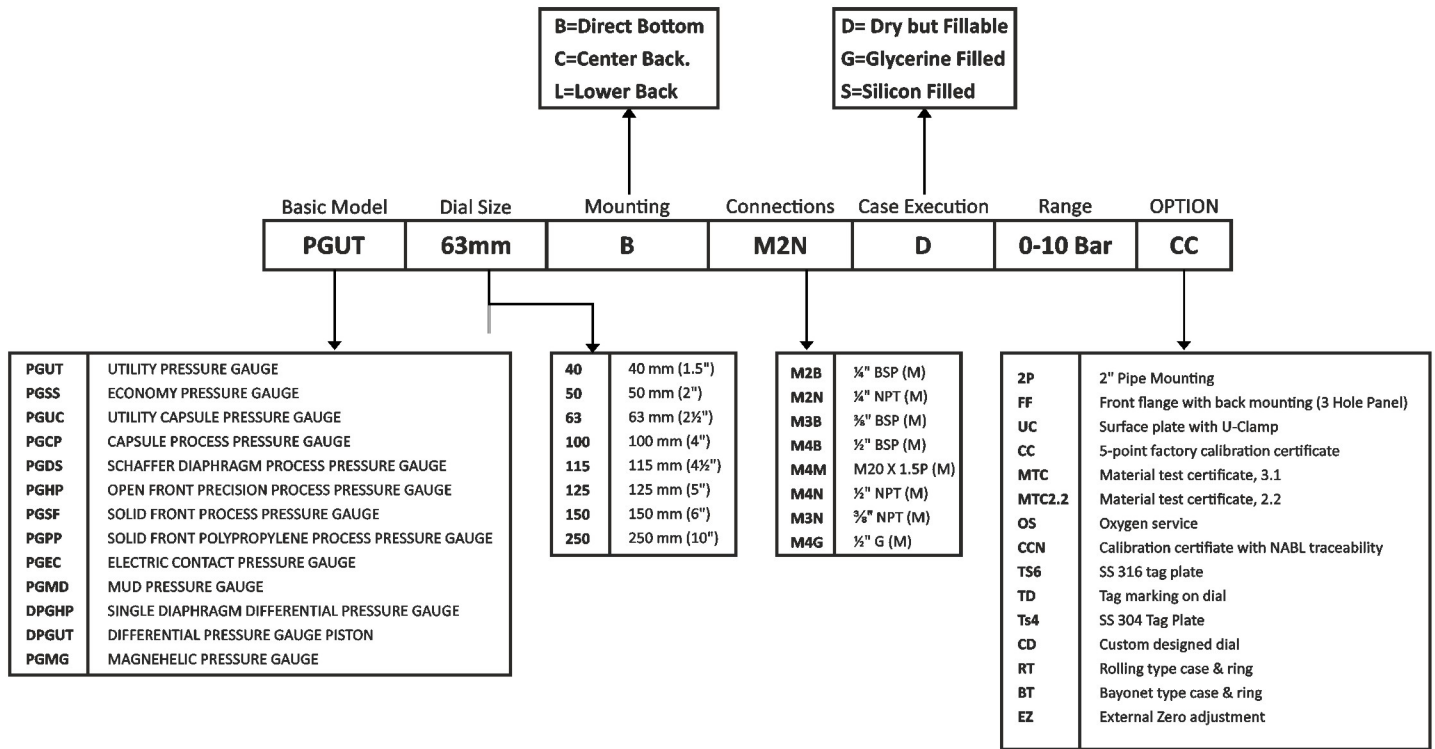 B=Direct Bottom
C=Center Back.
L=Lower Back
D= Dry but Fillable
G=Glycerine Filled
S=Silicon Filled
Basic Model Dial Size Mounting Connections Case Execution Range OPTION
PGUT 63mm B M2N D 0-10 Bar CC
PGUT UTILITY PRESSURE GAUGE
PGSS ECONOMY PRESSURE GAUGE
PGUC UTILITY CAPSULE PRESSURE GAUGE
PGCP CAPSULE PROCESS PRESSURE GAUGE
PGDS SCHAFFER DIAPHRAGM PROCESS PRESSURE GAUGE
PGHP OPEN FRONT PRECISION PROCESS PRESSURE GAUGE
PGSF SOLID FRONT PROCESS PRESSURE GAUGE
PGPP SOLID FRONT POLYPROPYLENE PROCESS PRESSURE GAUGE
PGEC ELECTRIC CONTACT PRESSURE GAUGE
PGMD MUD PRESSURE GAUGE
DPGHP SINGLE DIAPHRAGM DIFFERENTIAL PRESSURE GAUGE
DPGUT DIFFERENTIAL PRESSURE GAUGE PISTON
PGMG MAGNEHELIC PRESSURE GAUGE
40 40 mm (1.5")
50 50 mm (2")
63 63 mm (2½")
100 100 mm (4")
115 115 mm (4½")
125 125 mm (5")
150 150 mm (6")
250 250 mm (10")
M2B ¼" BSP (M)
M2N ¼" NPT (M)
M3B ⅜" BSP (M)
M4B ½" BSP (M)
M4M M20 X 1.5P (M)
M4N ½" NPT (M)
M3N ⅜" NPT (M)
M4G ½" G (M)
2P 2" Pipe Mounting
FF Front flange with back mounting (3 Hole Panel)
UC Surface plate with U-Clamp
CC 5-point factory calibration certificate
MTC Material test certificate, 3.1
MTC2.2 Material test certificate, 2.2
OS Oxygen service
CCN Calibration certifiate with NABL traceability
TS6 SS 316 tag plate
TD Tag marking on dial
Ts4 SS 304 Tag Plate
CD Custom designed dial
RT Rolling type case & ring
BT Bayonet type case & ring
EZ External Zero adjustment